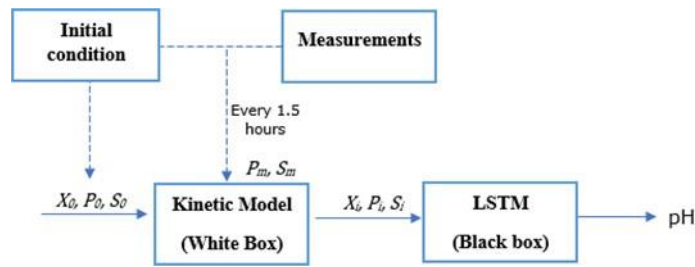 Initial
condition
Measurements
Every 1.5
hours
Pm, Sm
X0, P0, S0
Kinetic Model
(White Box)
Xi, Pi, Si
LSTM
(Black box)
pH